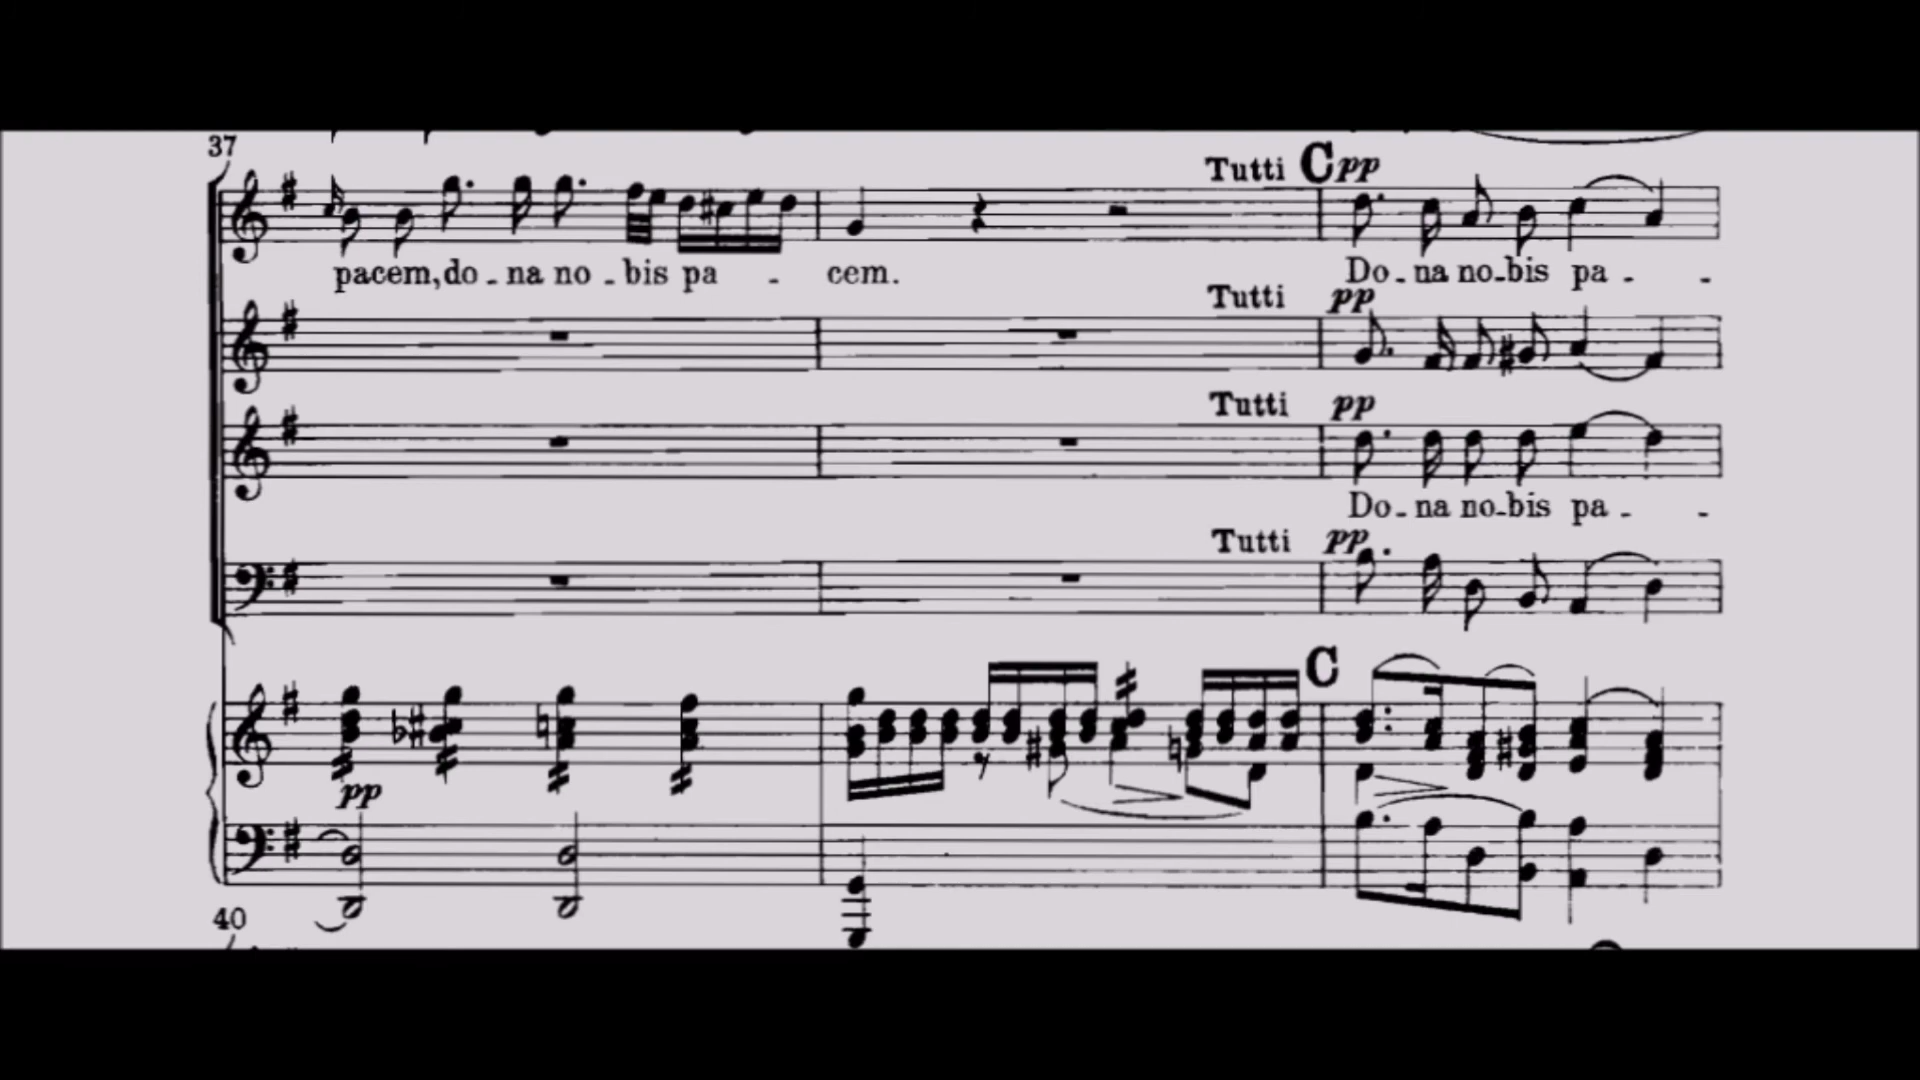 37
Tutti C pp
pacem, do - na no - bis pa - cem. Do - na no - bis pa - -
Tutti pp
Tutti pp
Do - na no - bis pa - -
Tutti pp
C
pp
40